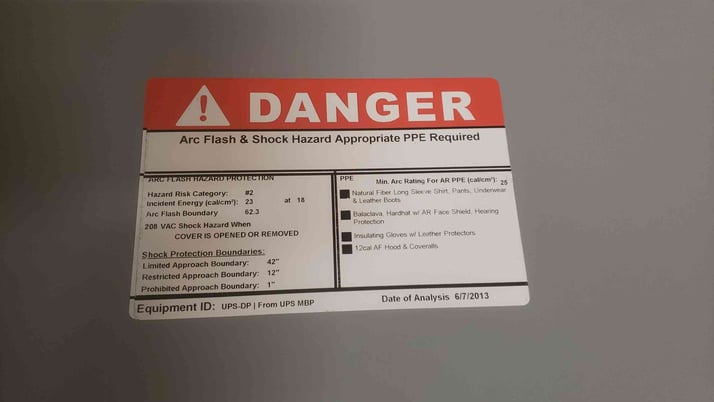 DANGER
Arc Flash & Shock Hazard Appropriate PPE Required
ARC FLASH HAZARD PROTECTION
Hazard Risk Category: #2
Incident Energy (cal/cm²): 23 at 18
Arc Flash Boundary 62.3
208 VAC Shock Hazard When
COVER IS OPENED OR REMOVED
Shock Protection Boundaries:
Limited Approach Boundary: 42"
Restricted Approach Boundary: 12"
Prohibited Approach Boundary: 1"
PPE Min. Arc Rating For AR PPE (cal/cm²): 25
Natural Fiber Long Sleeve Shirt, Pants, Underwear
& Leather Boots
Balaclava, Hardhat w/ AR Face Shield, Hearing
Protection
Insulating Gloves w/ Leather Protectors
12cal AF Hood & Coveralls
Equipment ID: UPS-DP | From UPS MBP
Date of Analysis 6/7/2013